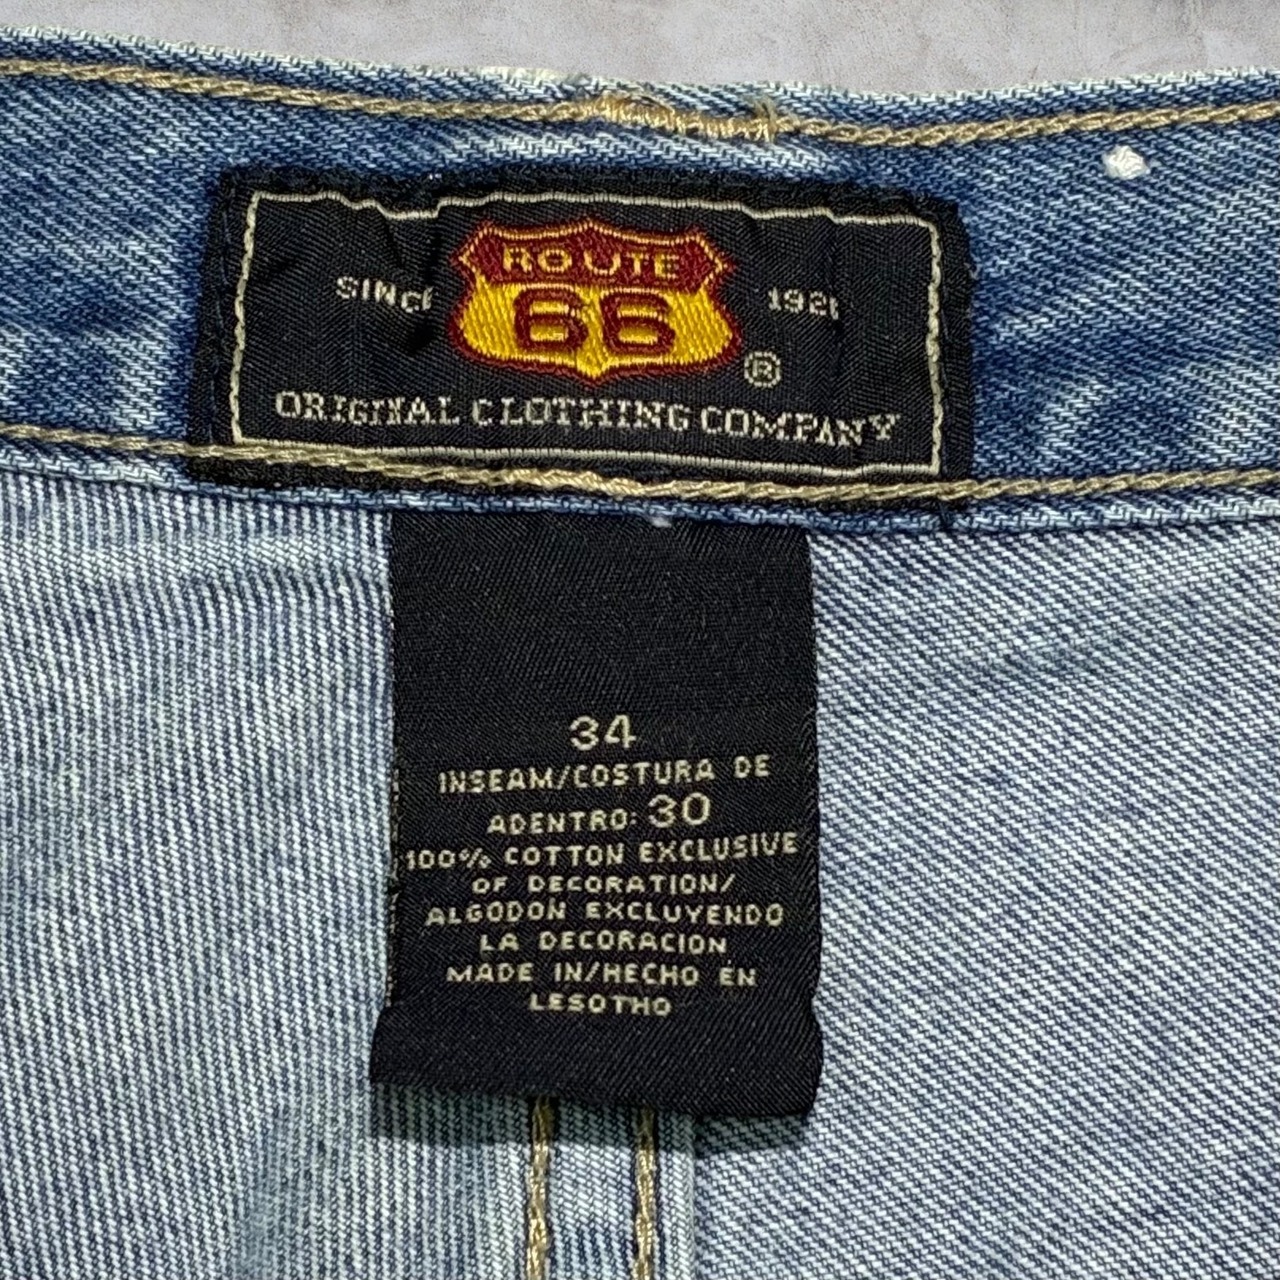 ROUTE
66
SINCE
®
ORIGINAL CLOTHING COMPANY
34
INSEAM/COSTURA DE
ADENTRO: 30
100% COTTON EXCLUSIVE
OF DECORATION/
ALGODON EXCLUYENDO
LA DECORACION
MADE IN/HECHO EN
LESOTHO